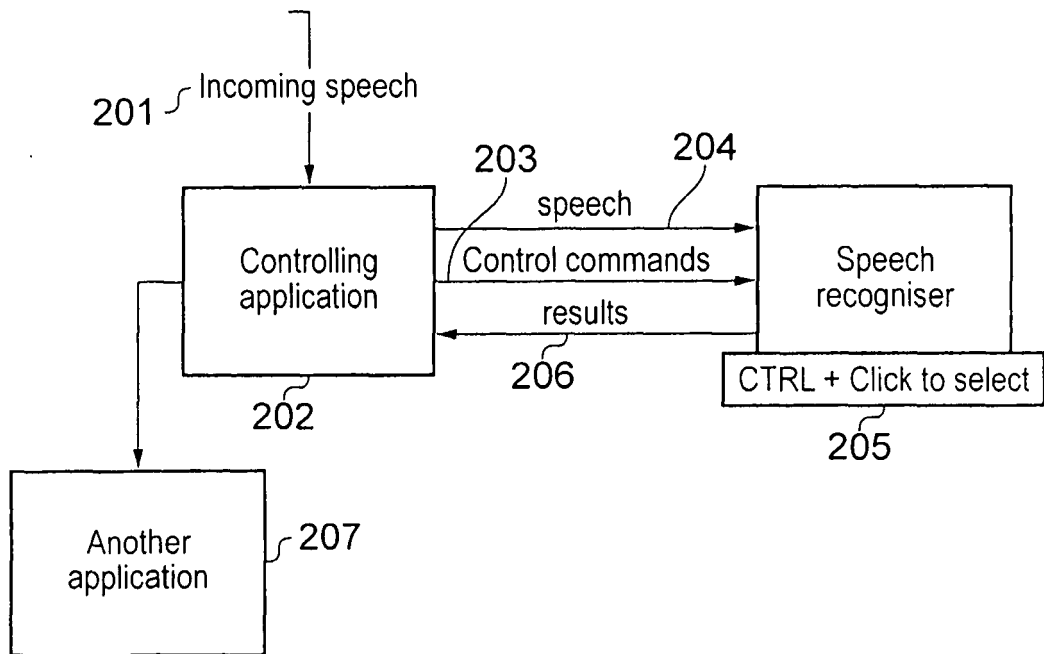 201 Incoming speech
203
204
speech
Control commands
results
206
Controlling
application
202
Speech
recogniser
CTRL + Click to select
205
Another
application
207